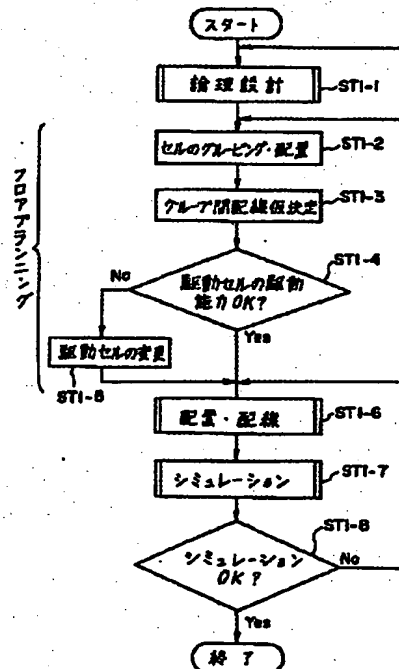 スタート
論理設計
ST1-1
セルのグルーピング・配置
ST1-2
グループ間配線仮決定
ST1-3
フロアプランニング
ST1-4
駆動セルの駆動
能力OK?
No
Yes
駆動セルの変更
ST1-5
配置・配線
ST1-6
シミュレーション
ST1-7
ST1-8
シミュレーション
OK?
No
Yes
終了